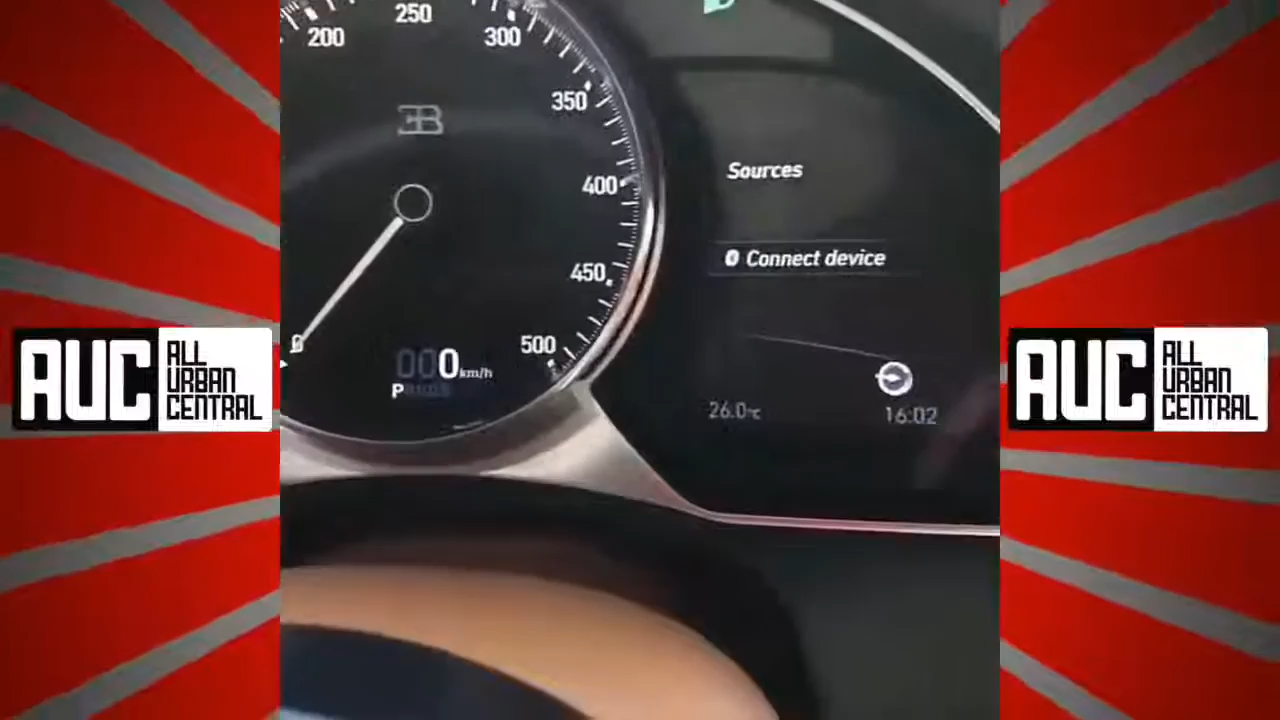 250
200
300
350
EB
400
Sources
450
Connect device
0
500
000 km/h
P
26.0°C
16:02
AUC
ALL
URBAN
CENTRAL
AUC
ALL
URBAN
CENTRAL